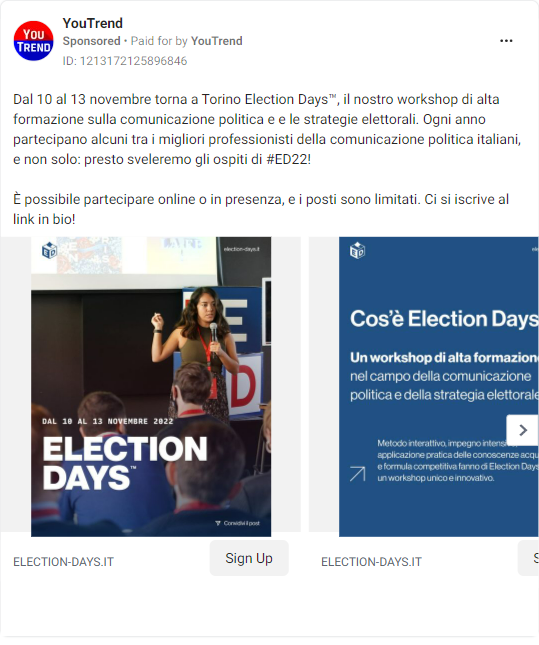 YOU
TREND
YouTrend
Sponsored • Paid for by YouTrend
ID: 1213172125896846
Dal 10 al 13 novembre torna a Torino Election Days™, il nostro workshop di alta
formazione sulla comunicazione politica e e le strategie elettorali. Ogni anno
partecipano alcuni tra i migliori professionisti della comunicazione politica italiani,
e non solo: presto sveleremo gli ospiti di #ED22!
È possibile partecipare online o in presenza, e i posti sono limitati. Ci si iscrive al
link in bio!
election-days.it
DAL 10 AL 13 NOVEMBRE 2022
ELECTION
DAYS™
Convividi il post
ELECTION-DAYS.IT
Sign Up
Cos'è Election Days
Un workshop di alta formazion
nel campo della comunicazione
politica e della strategia elettorale
Metodo interattivo, impegno intens
applicazione pratica delle conoscenze acqu
e formula competitiva fanno di Election Days
un workshop unico e innovativo.
ELECTION-DAYS.IT
S